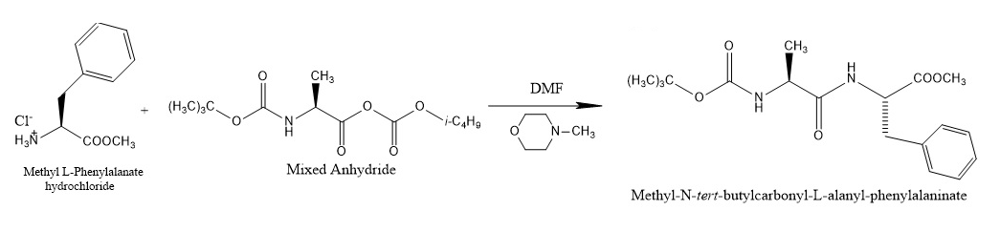 Cl-
H3N+
COOCH3
Methyl L-Phenylalanate
hydrochloride
+
(H3C)3C
O
O
N
H
CH3
O
O
O
O
i-C4H9
Mixed Anhydride
DMF
O
N-CH3
(H3C)3C
O
O
N
H
CH3
O
H
N
COOCH3
Methyl-N-tert-butylcarbonyl-L-alanyl-phenylalaninate